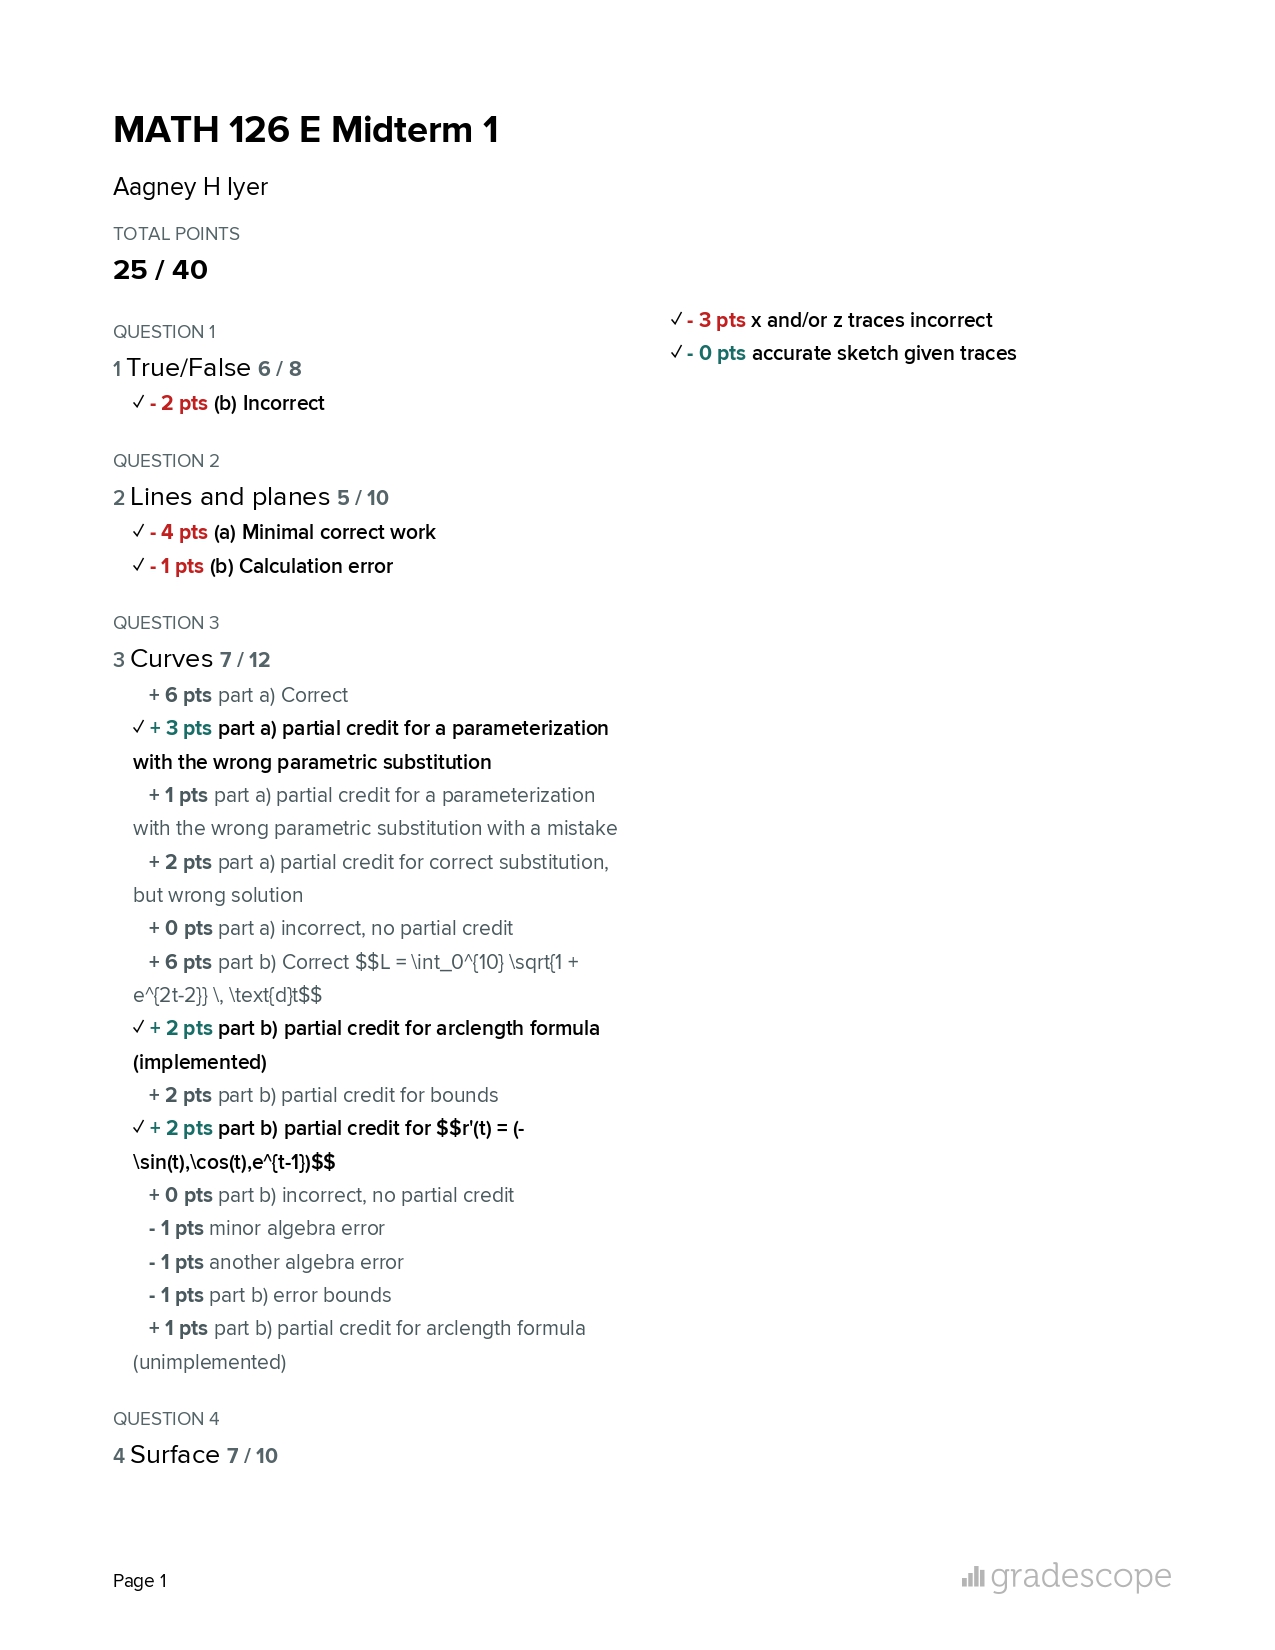 MATH 126 E Midterm 1
Aagney H Iyer
TOTAL POINTS
25 / 40
QUESTION 1
1 True/False 6 / 8
✓ - 2 pts (b) Incorrect
QUESTION 2
2 Lines and planes 5 / 10
✓ - 4 pts (a) Minimal correct work
✓ - 1 pts (b) Calculation error
QUESTION 3
3 Curves 7 / 12
+ 6 pts part a) Correct
✓ + 3 pts part a) partial credit for a parameterization
with the wrong parametric substitution
+ 1 pts part a) partial credit for a parameterization
with the wrong parametric substitution with a mistake
+ 2 pts part a) partial credit for correct substitution,
but wrong solution
+ 0 pts part a) incorrect, no partial credit
+ 6 pts part b) Correct $$L = \int_0^{10} \sqrt{1 +
e^{2t-2}} \, \text{d}t$$
✓ + 2 pts part b) partial credit for arclength formula
(implemented)
+ 2 pts part b) partial credit for bounds
✓ + 2 pts part b) partial credit for $$r'(t) = (-
\sin(t),\cos(t),e^{t-1})$$
+ 0 pts part b) incorrect, no partial credit
- 1 pts minor algebra error
- 1 pts another algebra error
- 1 pts part b) error bounds
+ 1 pts part b) partial credit for arclength formula
(unimplemented)
QUESTION 4
4 Surface 7 / 10
✓ - 3 pts x and/or z traces incorrect
✓ - 0 pts accurate sketch given traces
Page 1
gradescope